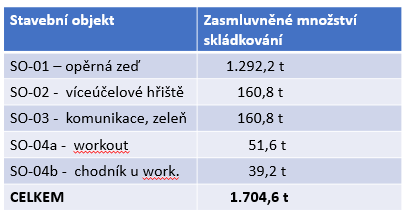 Stavební objekt Zasmluvněné množství
skládkování
SO-01 – opěrná zeď 1.292,2 t
SO-02 - víceúčelové hřiště 160,8 t
SO-03 - komunikace, zeleň 160,8 t
SO-04a - workout 51,6 t
SO-04b - chodník u work. 39,2 t
CELKEM 1.704,6 t